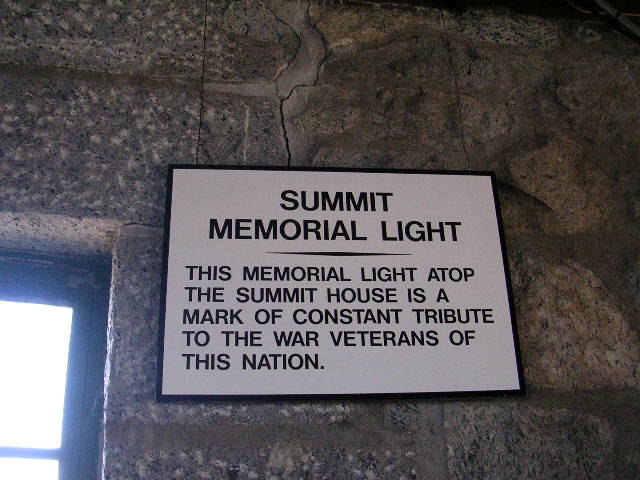 SUMMIT
MEMORIAL LIGHT
THIS MEMORIAL LIGHT ATOP
THE SUMMIT HOUSE IS A
MARK OF CONSTANT TRIBUTE
TO THE WAR VETERANS OF
THIS NATION.